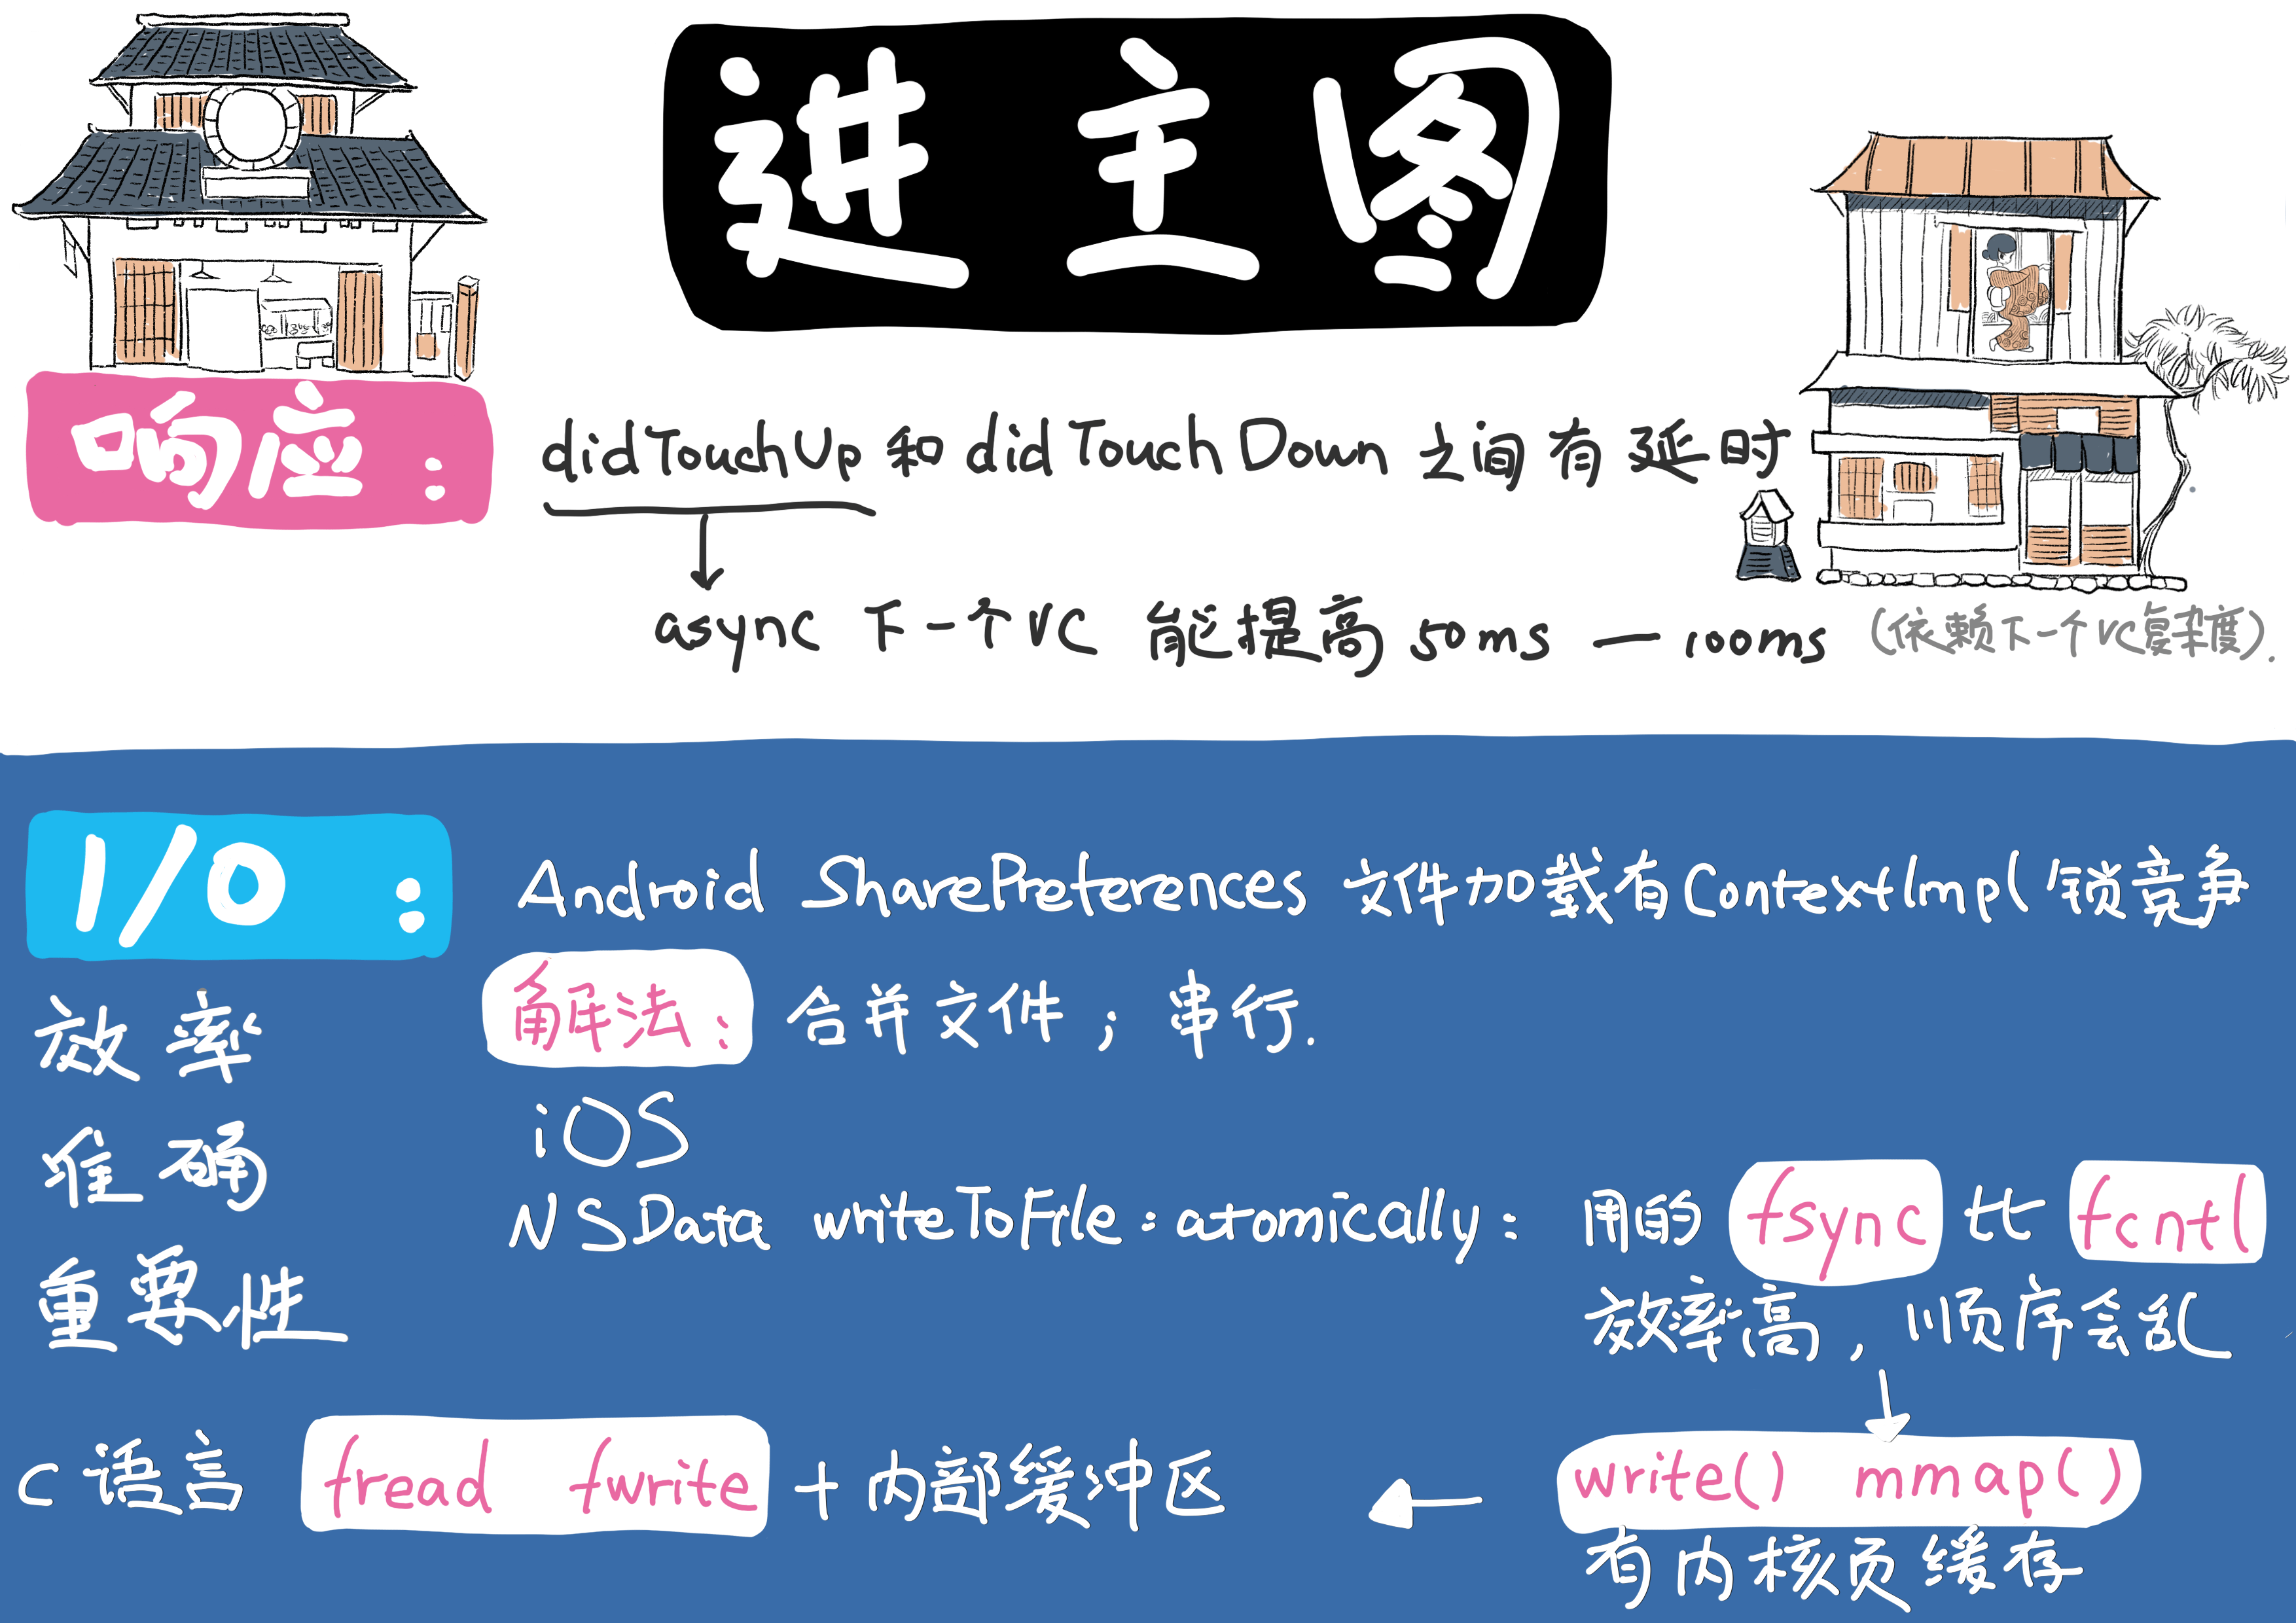 进主图
响应：
didTouchUp 和 didTouchDown 之间有延时
async 下一个VC 能提高 50ms — 100ms （依赖下一个VC复杂度）.
I/O：
Android SharePreferences 文件加载有ContextImpl锁竞争
解法： 合并文件；串行.
效率
准确
重要性
iOS
NSData writeToFile：atomically： 用的 fsync 比 fcntl
效率高，顺序会乱
write() mmap()
有内核页缓存
C 语言 fread fwrite + 内部缓冲区